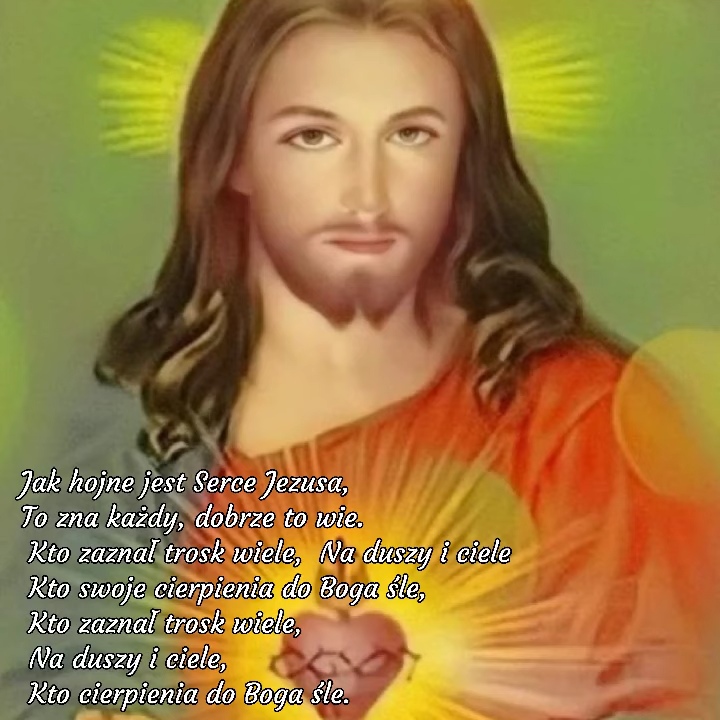 Jak hojne jest Serce Jezusa,
To zna każdy, dobrze to wie.
Kto zaznał trosk wiele, Na duszy i ciele
Kto swoje cierpienia do Boga śle,
Kto zaznał trosk wiele,
Na duszy i ciele,
Kto cierpienia do Boga śle.